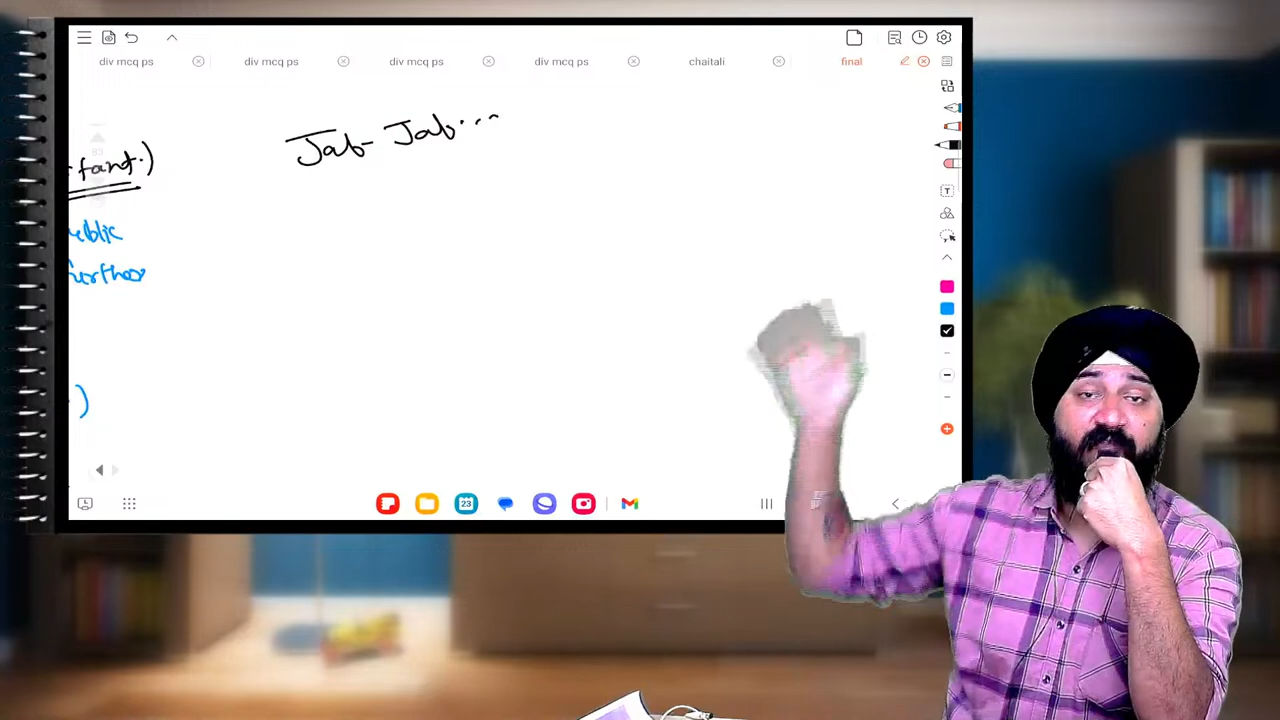 div mcq ps div mcq ps div mcq ps div mcq ps chaitali final
Jab-Jab...
fant.)
ublic
further
)
23
T